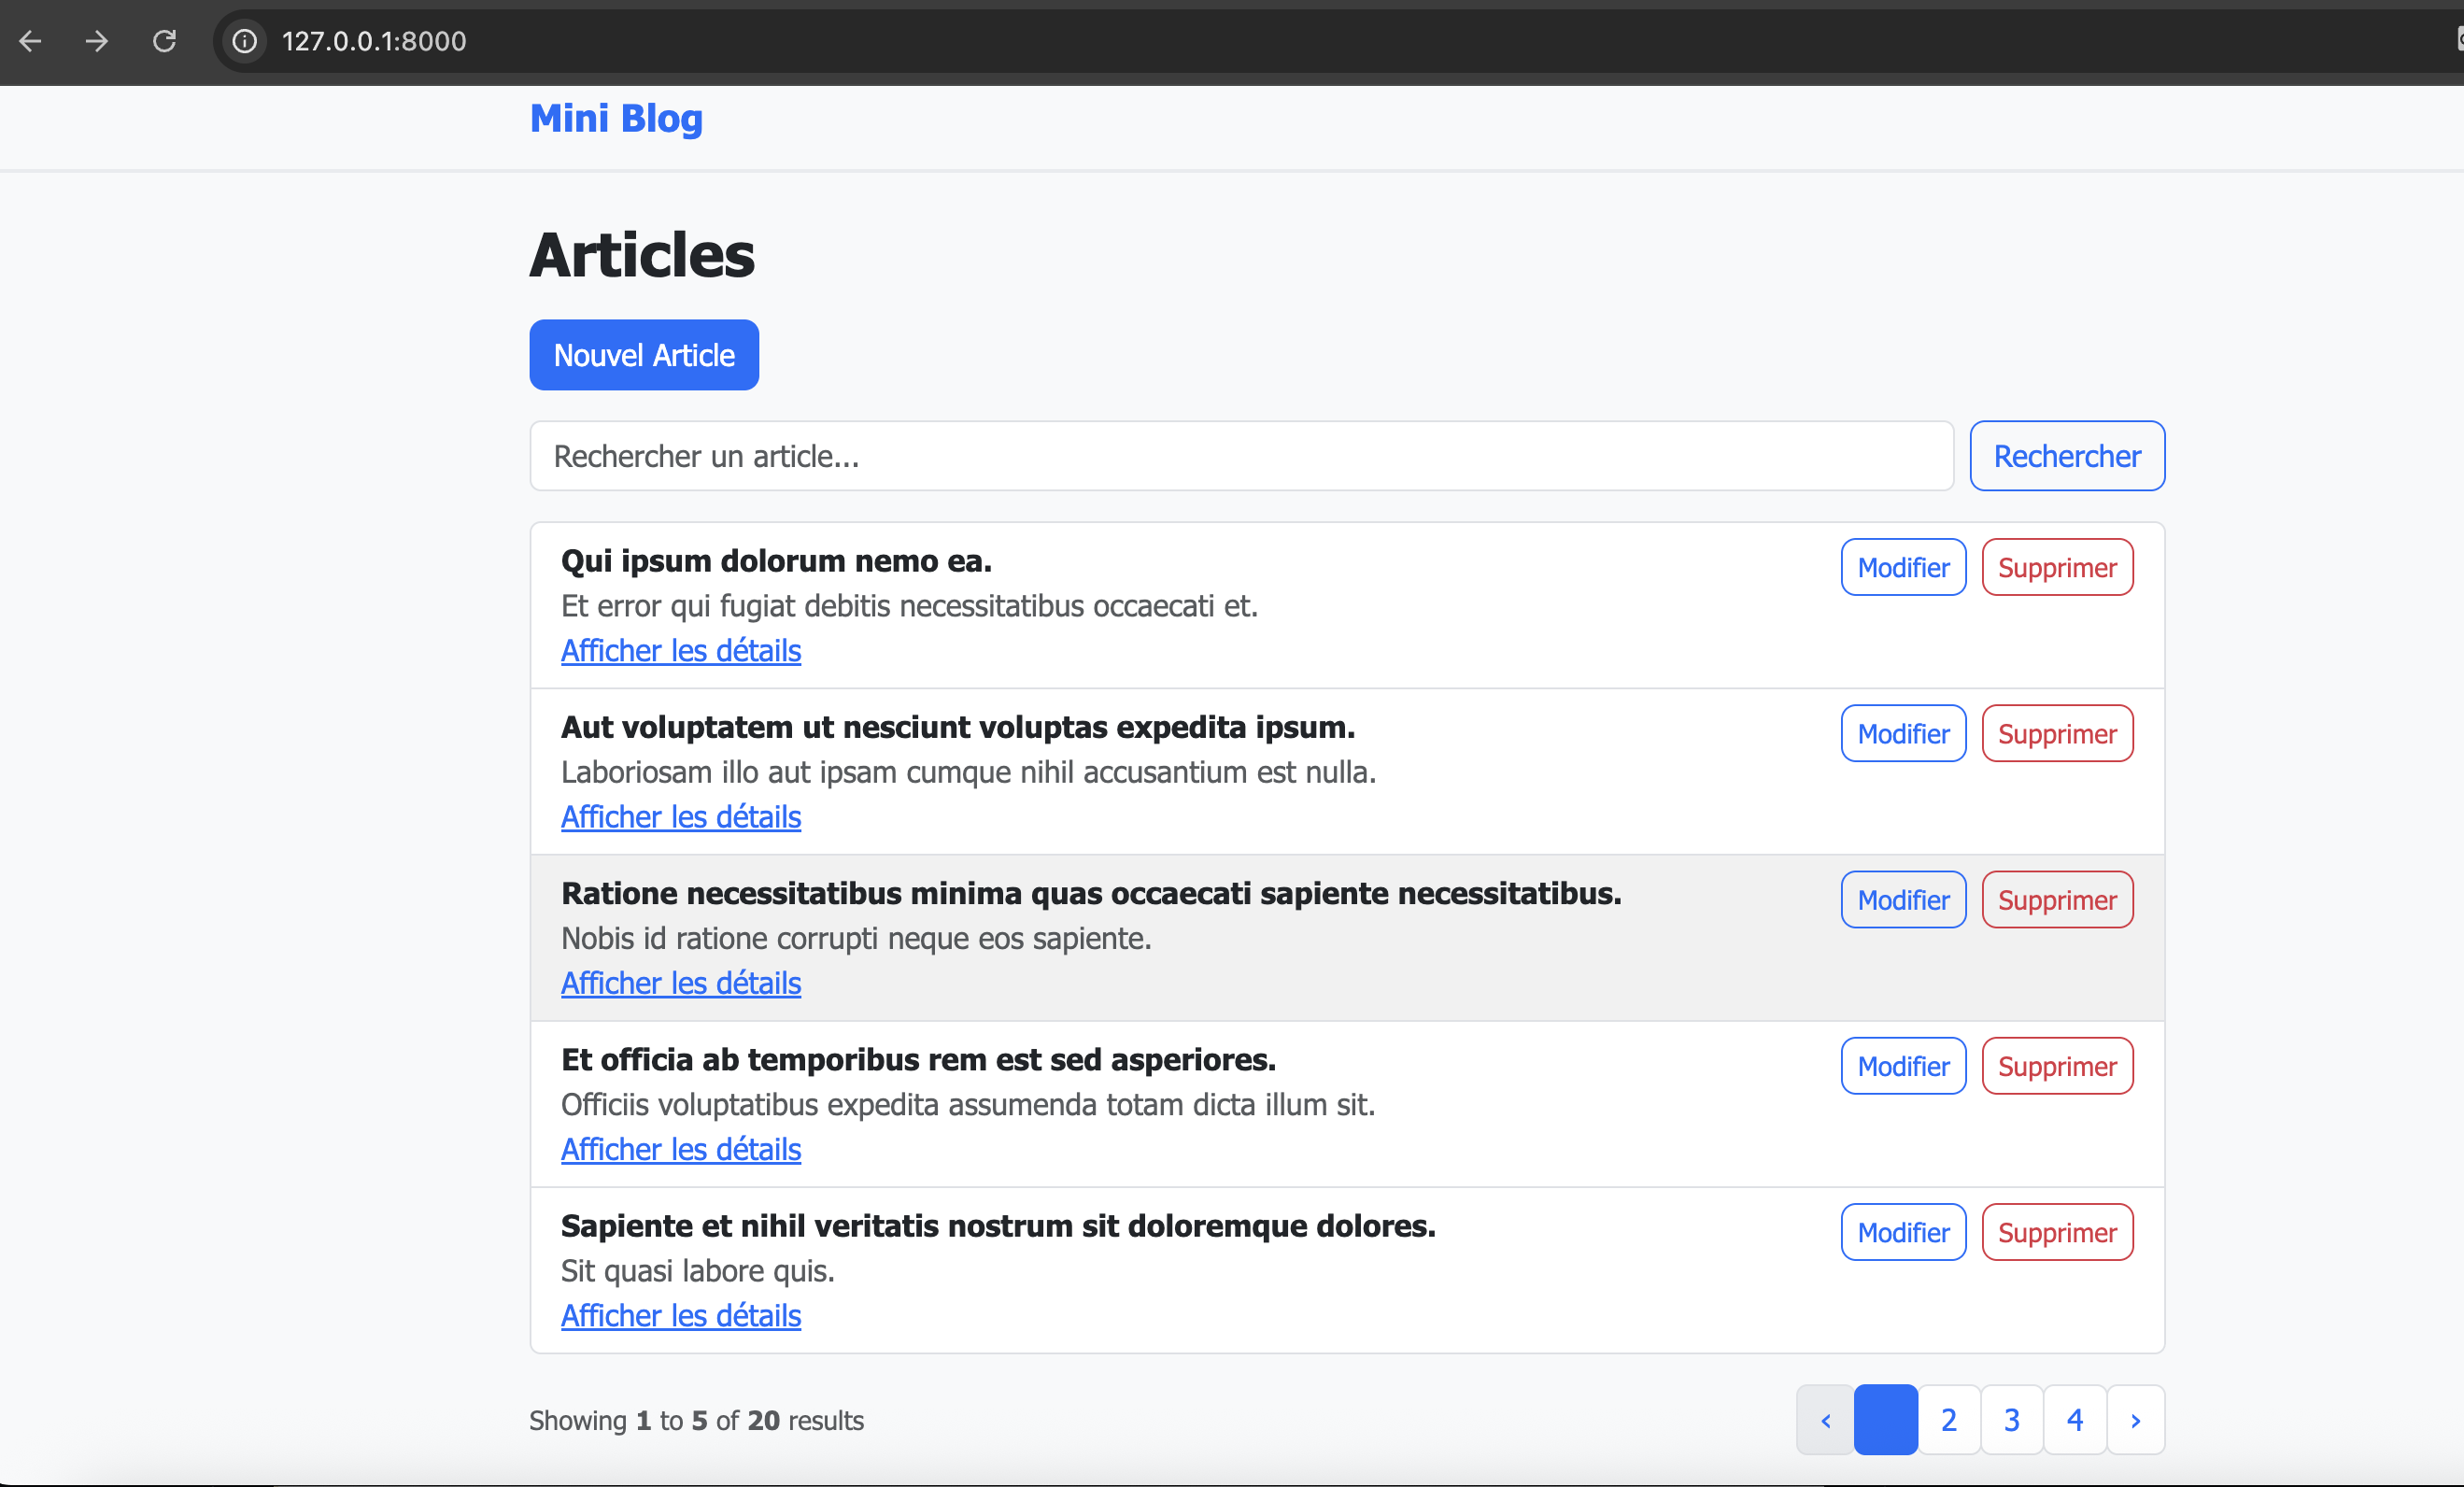 127.0.0.1:8000
Mini Blog
Articles
Nouvel Article
Rechercher un article...
Rechercher
Qui ipsum dolorum nemo ea.
Modifier
Supprimer
Et error qui fugiat debitis necessitatibus occaecati et.
Afficher les détails
Aut voluptatem ut nesciunt voluptas expedita ipsum.
Modifier
Supprimer
Laboriosam illo aut ipsam cumque nihil accusantium est nulla.
Afficher les détails
Ratione necessitatibus minima quas occaecati sapiente necessitatibus.
Modifier
Supprimer
Nobis id ratione corrupti neque eos sapiente.
Afficher les détails
Et officia ab temporibus rem est sed asperiores.
Modifier
Supprimer
Officiis voluptatibus expedita assumenda totam dicta illum sit.
Afficher les détails
Sapiente et nihil veritatis nostrum sit doloremque dolores.
Modifier
Supprimer
Sit quasi labore quis.
Afficher les détails
Showing 1 to 5 of 20 results
‹ 2 3 4 ›